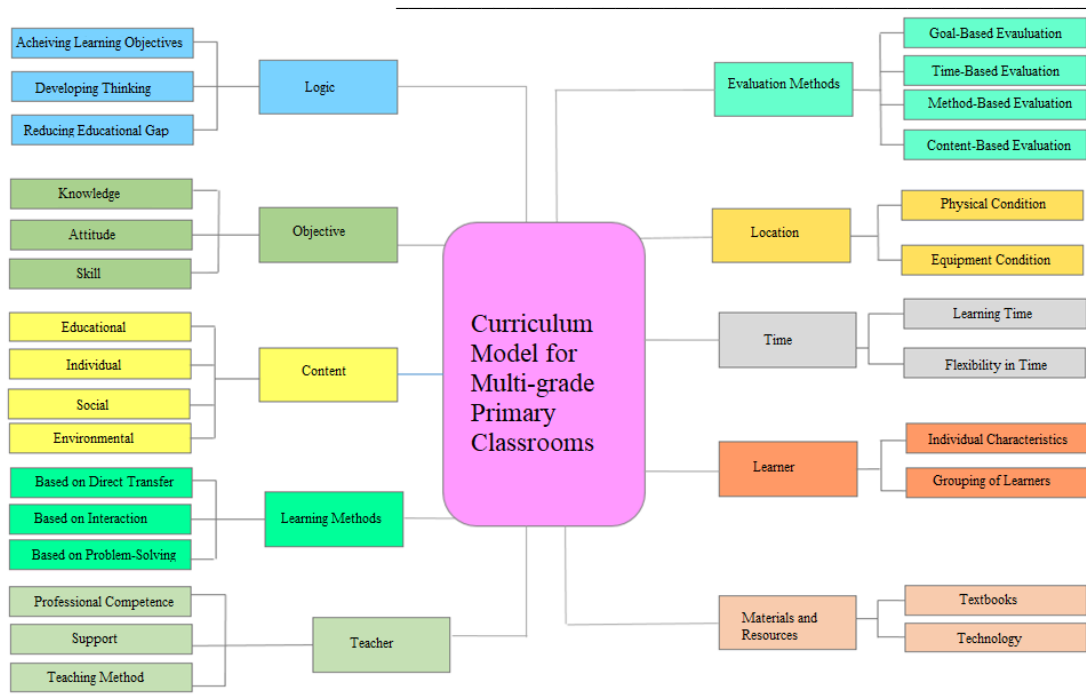 Acheiving Learning Objectives
Developing Thinking
Reducing Educational Gap
Logic
Knowledge
Attitude
Skill
Objective
Educational
Individual
Social
Environmental
Content
Based on Direct Transfer
Based on Interaction
Based on Problem-Solving
Learning Methods
Professional Competence
Support
Teaching Method
Teacher
Curriculum
Model for
Multi-grade
Primary
Classrooms
Evaluation Methods
Goal-Based Evauluation
Time-Based Evaluation
Method-Based Evaluation
Content-Based Evaluation
Location
Physical Condition
Equipment Condition
Time
Learning Time
Flexibility in Time
Learner
Individual Characteristics
Grouping of Learners
Materials and
Resources
Textbooks
Technology